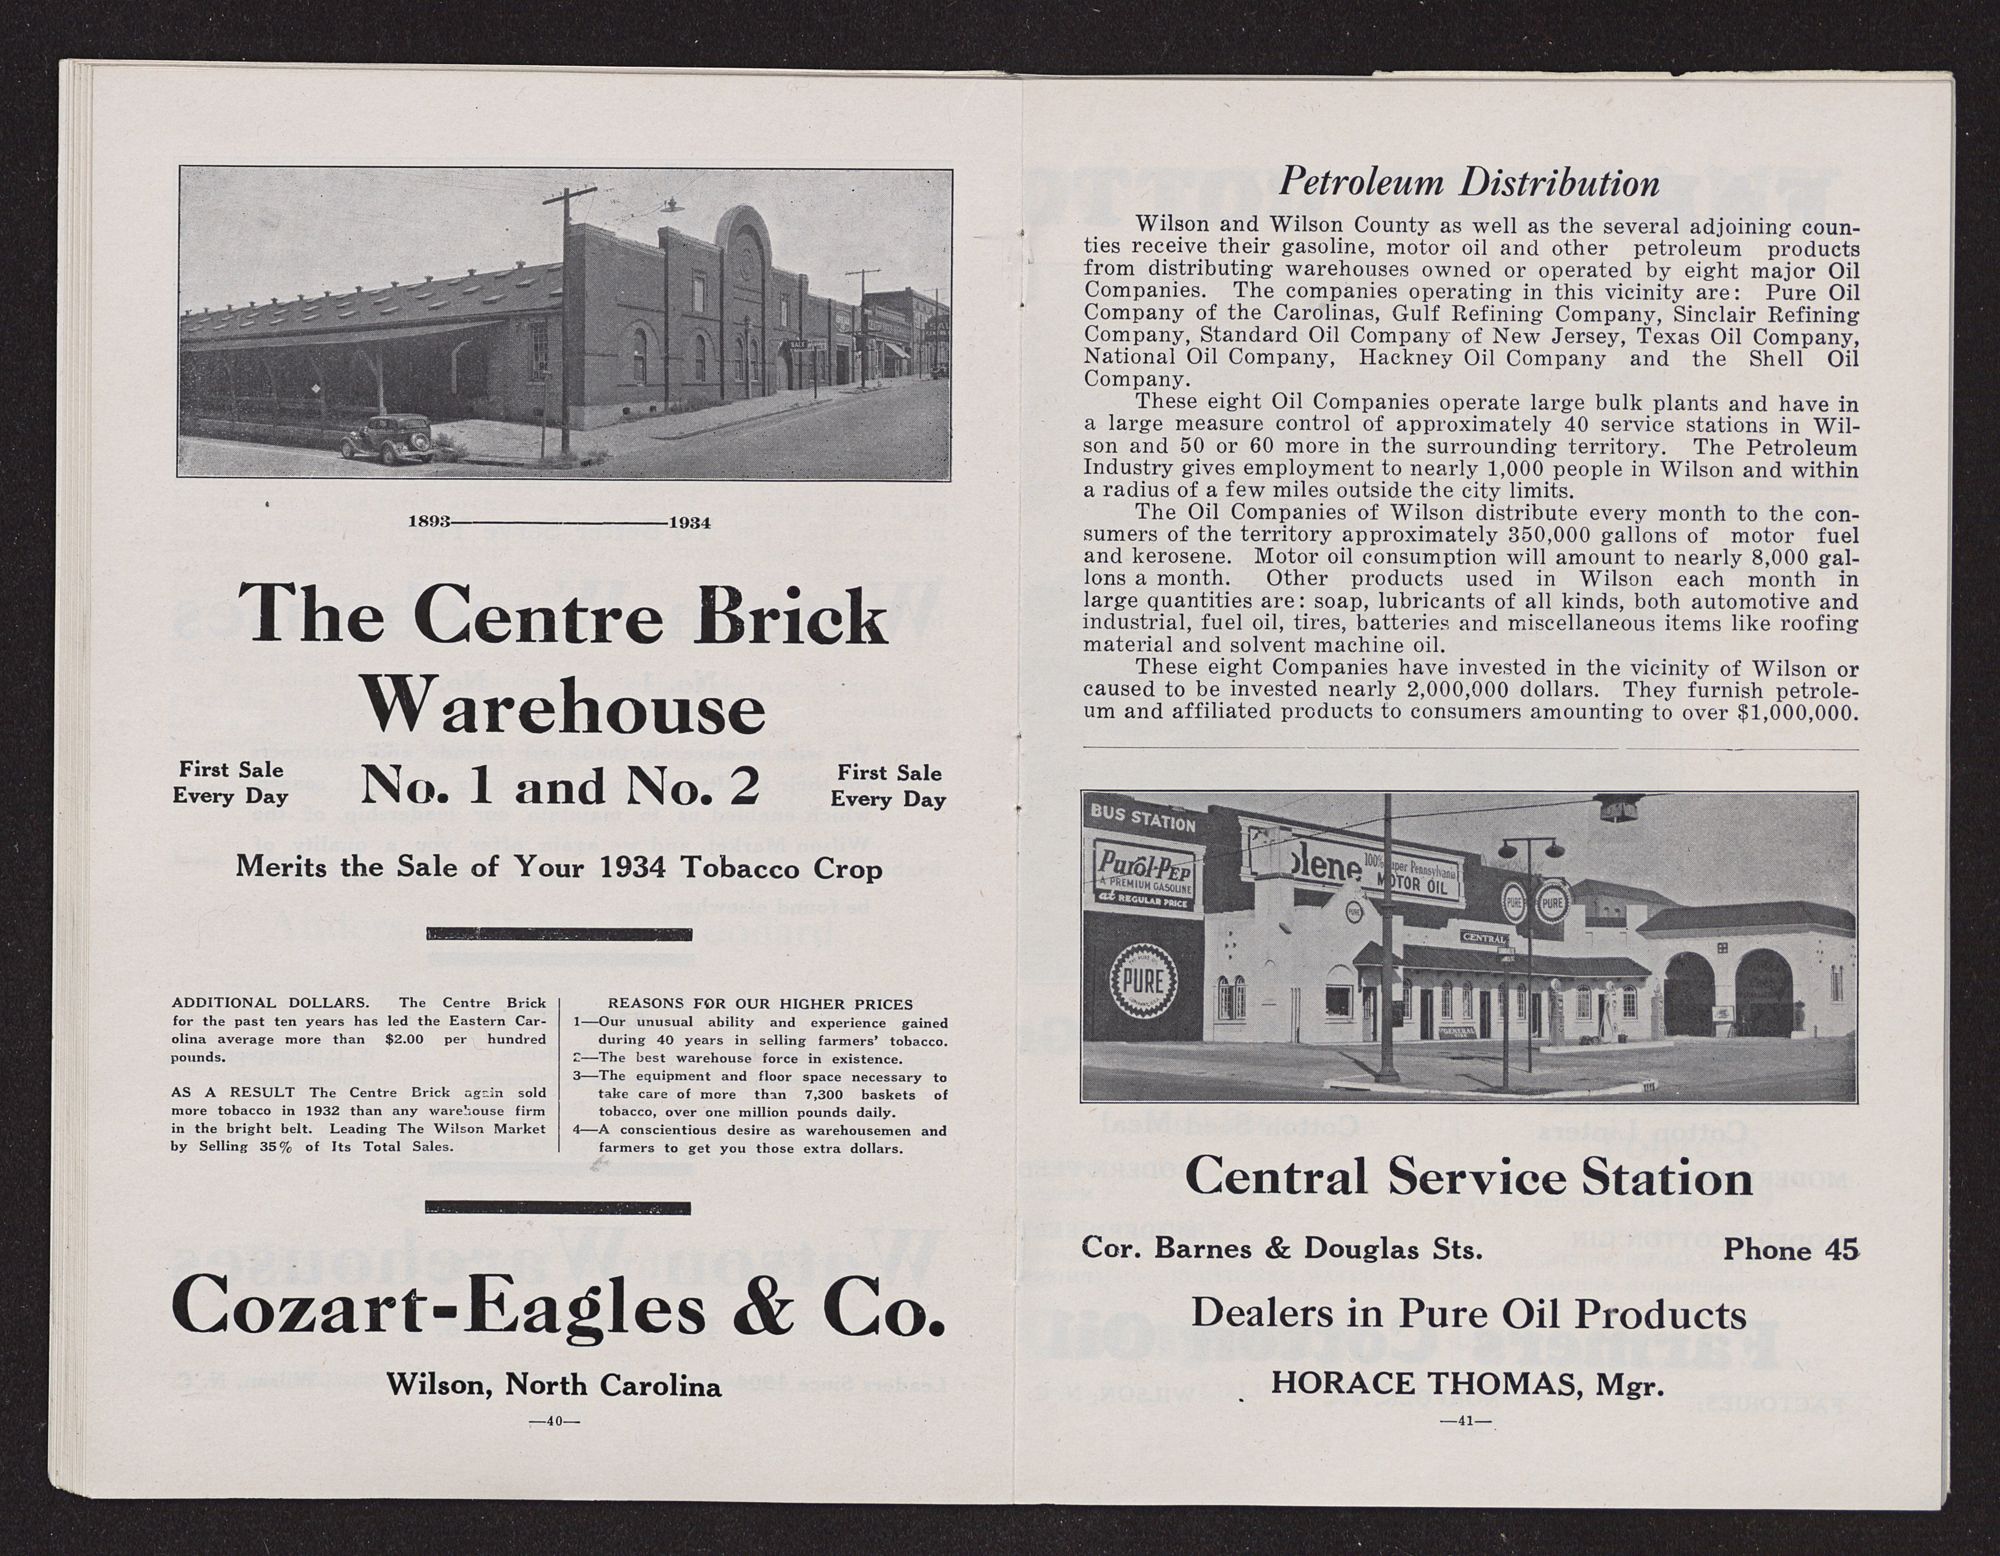 1893—1934
The Centre Brick
Warehouse
First Sale
Every Day
No. 1 and No. 2
First Sale
Every Day
Merits the Sale of Your 1934 Tobacco Crop
ADDITIONAL DOLLARS. The Centre Brick
for the past ten years has led the Eastern Car-
olina average more than $2.00 per hundred
pounds.
AS A RESULT The Centre Brick again sold
more tobacco in 1932 than any warehouse firm
in the bright belt. Leading The Wilson Market
by Selling 35% of Its Total Sales.
REASONS FOR OUR HIGHER PRICES
1—Our unusual ability and experience gained
during 40 years in selling farmers' tobacco.
2—The best warehouse force in existence.
3—The equipment and floor space necessary to
take care of more than 7,300 baskets of
tobacco, over one million pounds daily.
4—A conscientious desire as warehousemen and
farmers to get you those extra dollars.
Cozart-Eagles & Co.
Wilson, North Carolina
—40—
Petroleum Distribution
Wilson and Wilson County as well as the several adjoining coun-
ties receive their gasoline, motor oil and other petroleum products
from distributing warehouses owned or operated by eight major Oil
Companies. The companies operating in this vicinity are: Pure Oil
Company of the Carolinas, Gulf Refining Company, Sinclair Refining
Company, Standard Oil Company of New Jersey, Texas Oil Company,
National Oil Company, Hackney Oil Company and the Shell Oil
Company.
These eight Oil Companies operate large bulk plants and have in
a large measure control of approximately 40 service stations in Wil-
son and 50 or 60 more in the surrounding territory. The Petroleum
Industry gives employment to nearly 1,000 people in Wilson and within
a radius of a few miles outside the city limits.
The Oil Companies of Wilson distribute every month to the con-
sumers of the territory approximately 350,000 gallons of motor fuel
and kerosene. Motor oil consumption will amount to nearly 8,000 gal-
lons a month. Other products used in Wilson each month in
large quantities are: soap, lubricants of all kinds, both automotive and
industrial, fuel oil, tires, batteries and miscellaneous items like roofing
material and solvent machine oil.
These eight Companies have invested in the vicinity of Wilson or
caused to be invested nearly 2,000,000 dollars. They furnish petrole-
um and affiliated products to consumers amounting to over $1,000,000.
BUS STATION
Purol-PEP
A PREMIUM GASOLINE
at REGULAR PRICE
PURE
olene 100% Super Pennsylvania
MOTOR OIL
PURE
PURE
PURE
CENTRAL
GENERAL
Central Service Station
Cor. Barnes & Douglas Sts.
Phone 45
Dealers in Pure Oil Products
HORACE THOMAS, Mgr.
—41—